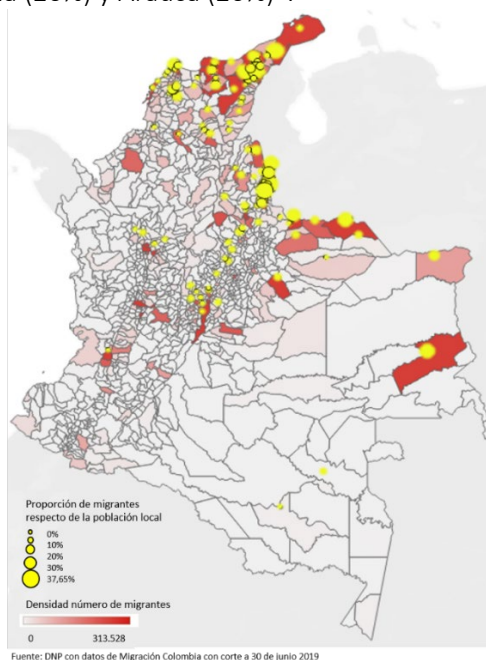 Proporción de migrantes
respecto de la población local
0%
10%
20%
30%
37,65%
Densidad número de migrantes
0 313.528
Fuente: DNP con datos de Migración Colombia con corte a 30 de junio 2019